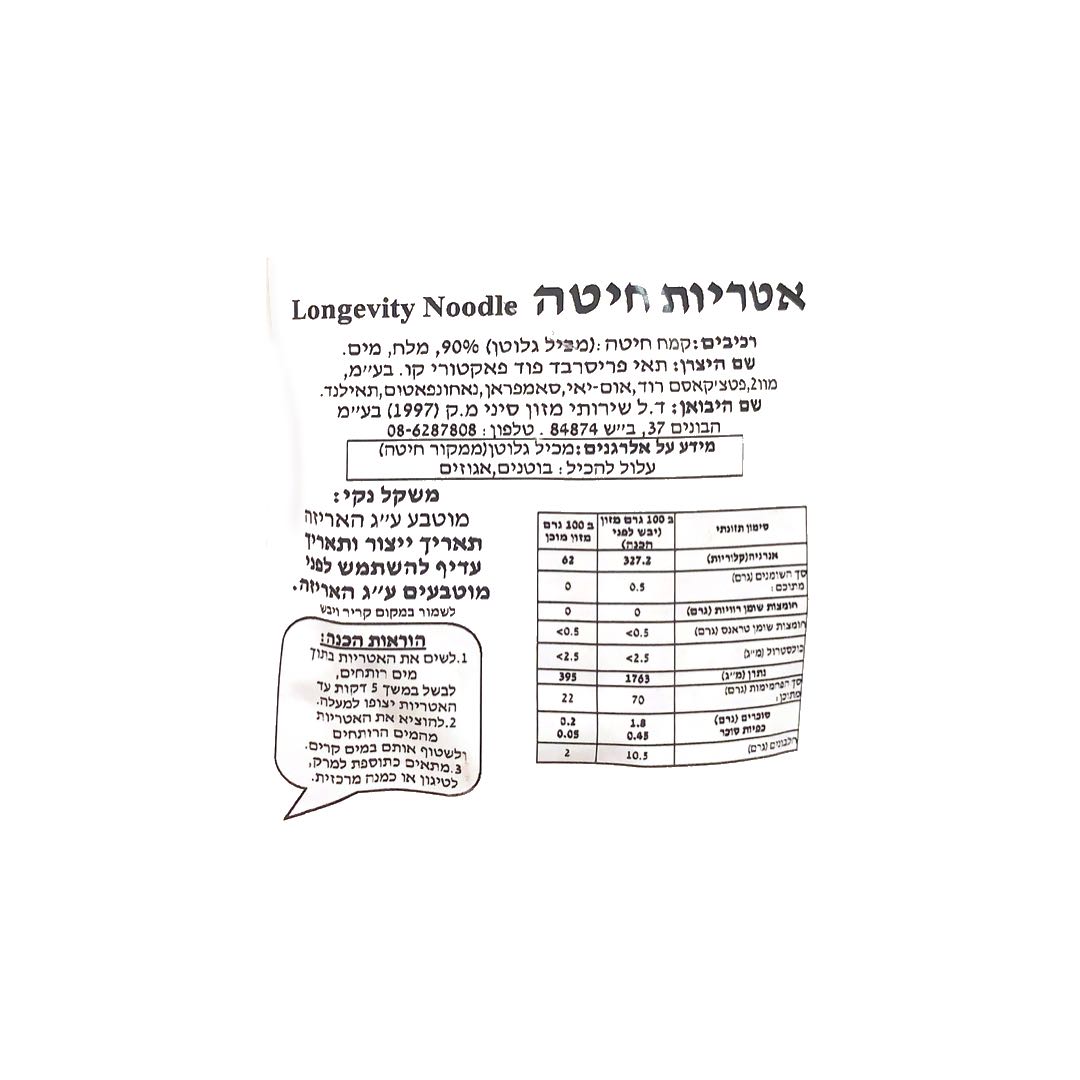 אטריות חיטה Longevity Noodle
רכיבים: קמח חיטה :(מכיל גלוטן) 90%, מלח, מים.
שם היצרן: תאי פריסרבד פוד פאקטורי קו. בע״מ,
מוו2,פטצ'קאסם רוד,אום-יאי,סאמפראן,נאחונפאטום,תאילנד.
שם היבואן: ד.ל שירותי מזון סיני מ.ק (1997) בע״מ
הבונים 37, ב״ש 84874 . טלפון: 08-6287808
מידע על אלרגנים: מכיל גלוטן(ממקור חיטה)
עלול להכיל: בוטנים,אגוזים
משקל נקי:
מוטבע ע״ג האריזה
תאריך ייצור ותאריך
עדיף להשתמש לפני
מוטבעים ע״ג האריזה.
לשמור במקום קריר ויבש
הוראות הכנה:
1.לשים את האטריות בתוך
מים רותחים,
לבשל במשך 5 דקות עד
האטריות יצופו למעלה.
2.להוציא את האטריות
מהמים הרותחים
ולשטוף אותם במים קרים.
3.מתאים כתוספת למרק,
לטיגון או כמנה מרכזית.
סימון תזונתי ב 100 גרם מזון (יבש לפני הכנה) ב 100 גרם מזון מוכן
אנרגיה(קלוריות) 327.2 62
סך השומנים (גרם) מתוכם: 0.5 0
חומצות שומן רוויות (גרם) 0 0
חומצות שומן טראנס (גרם) <0.5 <0.5
כולסטרול (מ״ג) <2.5 <2.5
נתרן (מ״ג) 1763 395
סך הפחמימות (גרם) מתוכן: 70 22
סוכרים (גרם) 1.8 0.2
כפיות סוכר 0.45 0.05
חלבונים (גרם) 10.5 2